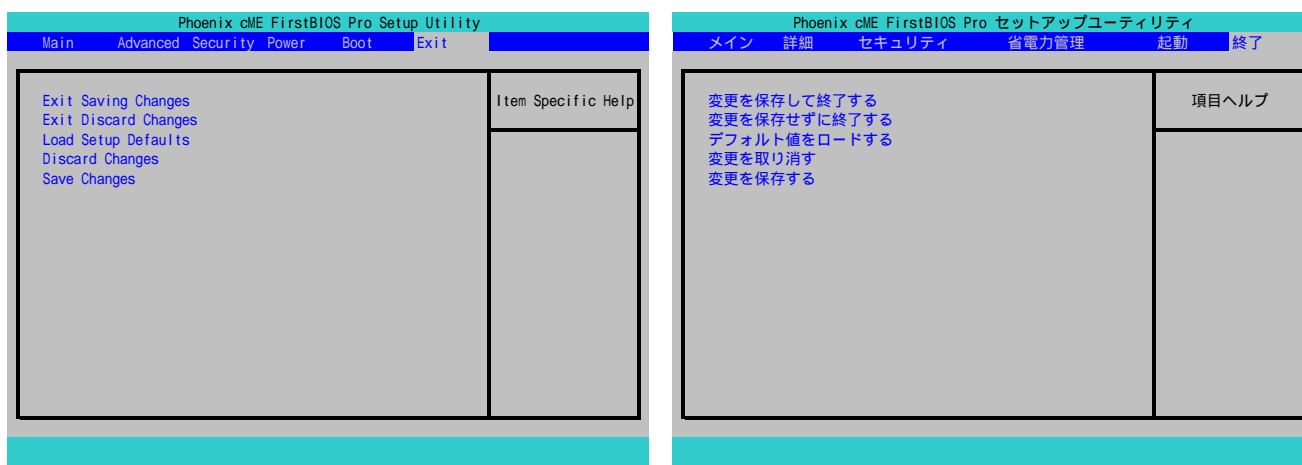 Phoenix cME FirstBIOS Pro Setup Utility
Main Advanced Security Power Boot Exit
Exit Saving Changes
Exit Discard Changes
Load Setup Defaults
Discard Changes
Save Changes
Item Specific Help
Phoenix cME FirstBIOS Pro セットアップユーティリティ
メイン 詳細 セキュリティ 省電力管理 起動 終了
変更を保存して終了する
変更を保存せずに終了する
デフォルト値をロードする
変更を取り消す
変更を保存する
項目ヘルプ